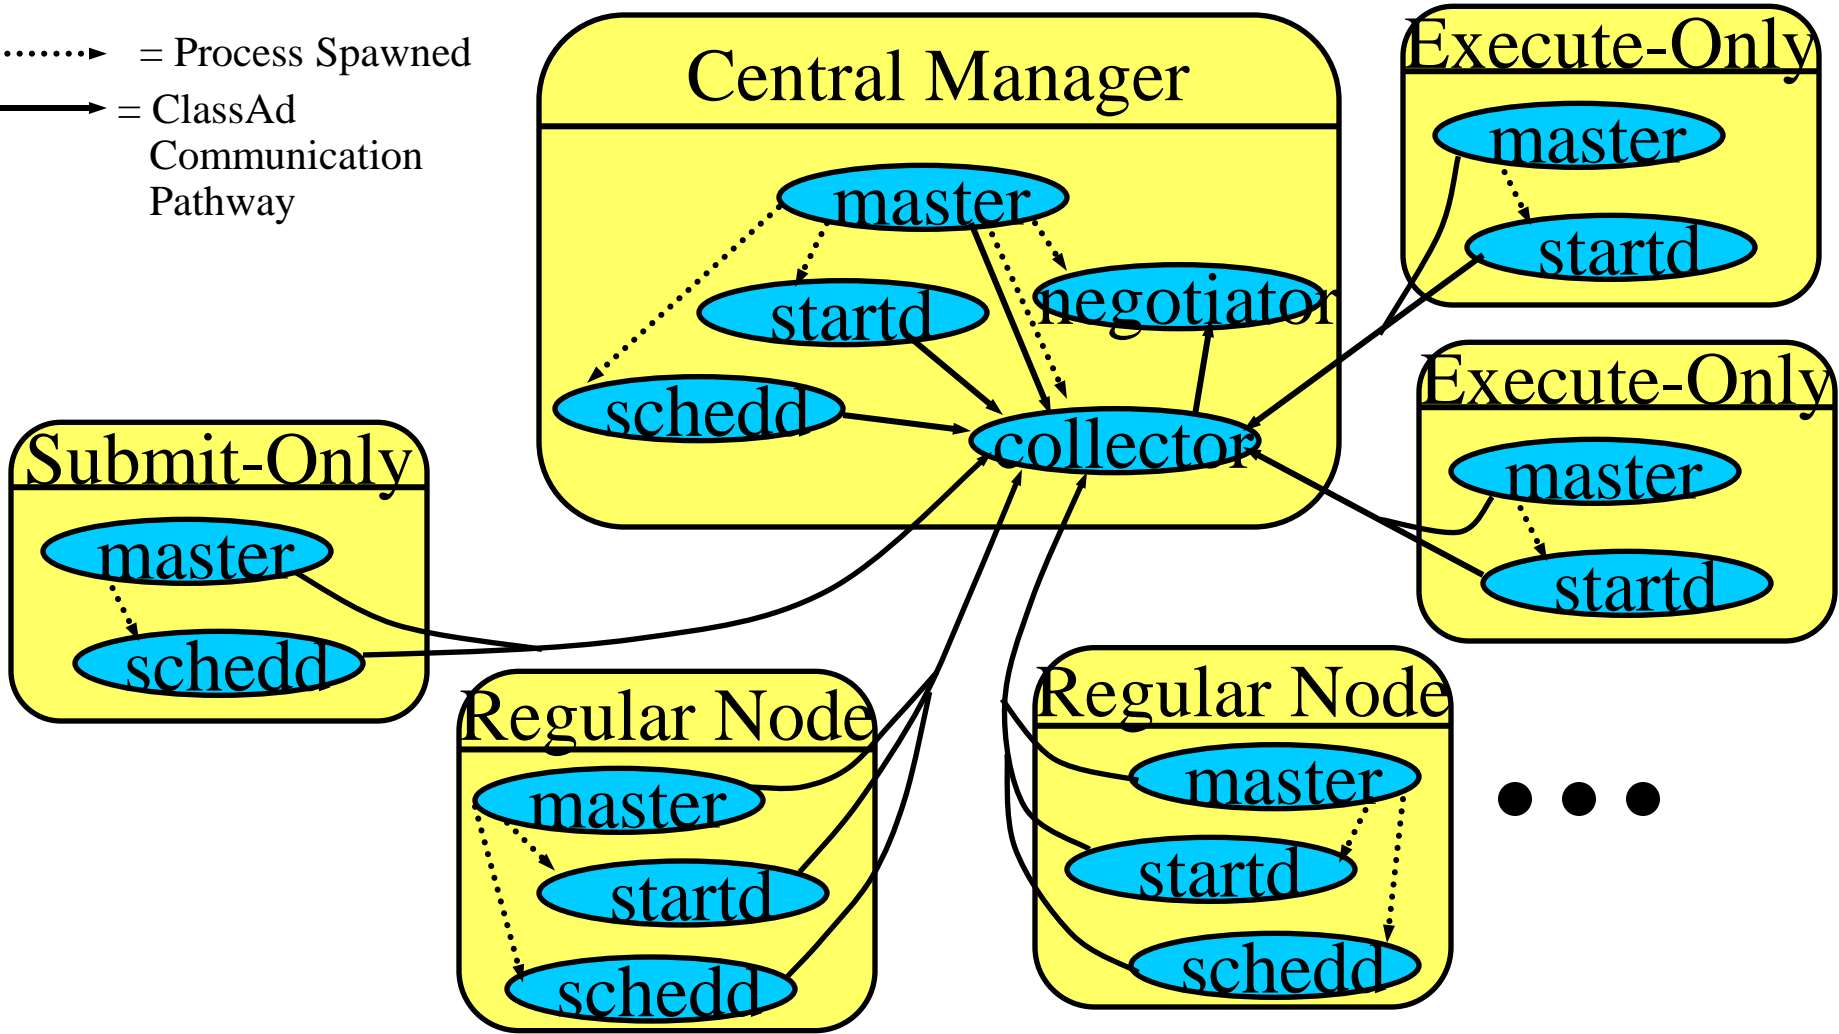 = Process Spawned
= ClassAd
Communication
Pathway
Central Manager
master
startd
negotiator
schedd
collector
Execute-Only
master
startd
Execute-Only
master
startd
Submit-Only
master
schedd
Regular Node
master
startd
schedd
Regular Node
master
startd
schedd